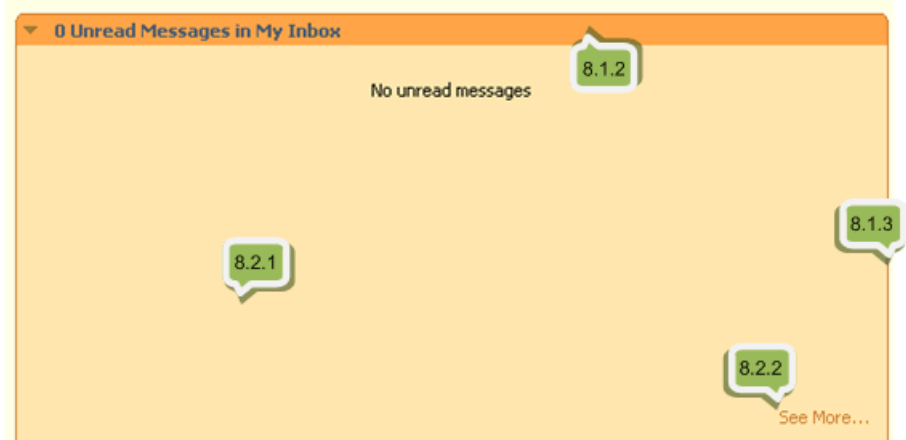 0 Unread Messages in My Inbox
8.1.2
No unread messages
8.1.3
8.2.1
8.2.2
See More...